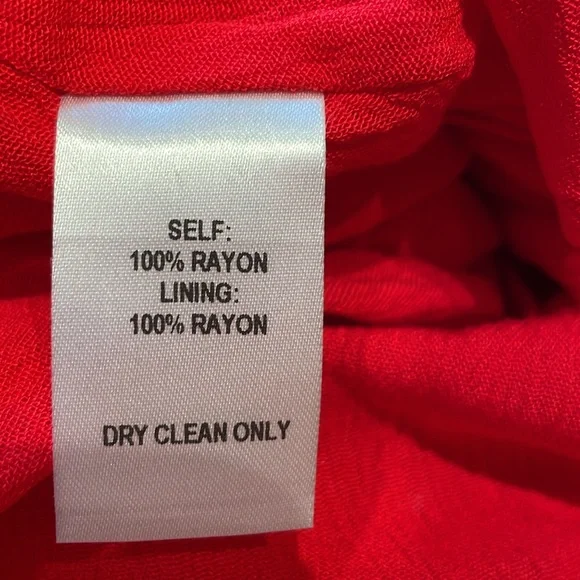 SELF:
100% RAYON
LINING:
100% RAYON
DRY CLEAN ONLY